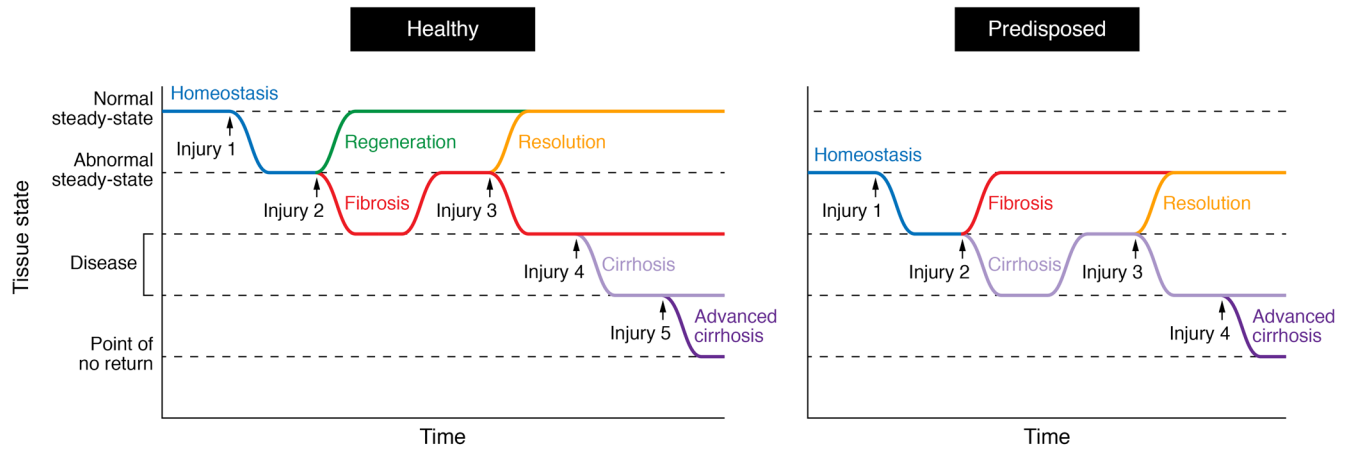 Healthy
Tissue state
Normal
steady-state
Abnormal
steady-state
Disease
Point of
no return
Homeostasis
Injury 1
Regeneration
Resolution
Injury 2
Fibrosis
Injury 3
Injury 4
Cirrhosis
Injury 5
Advanced
cirrhosis
Time
Predisposed
Homeostasis
Injury 1
Fibrosis
Resolution
Injury 2
Cirrhosis
Injury 3
Injury 4
Advanced
cirrhosis
Time